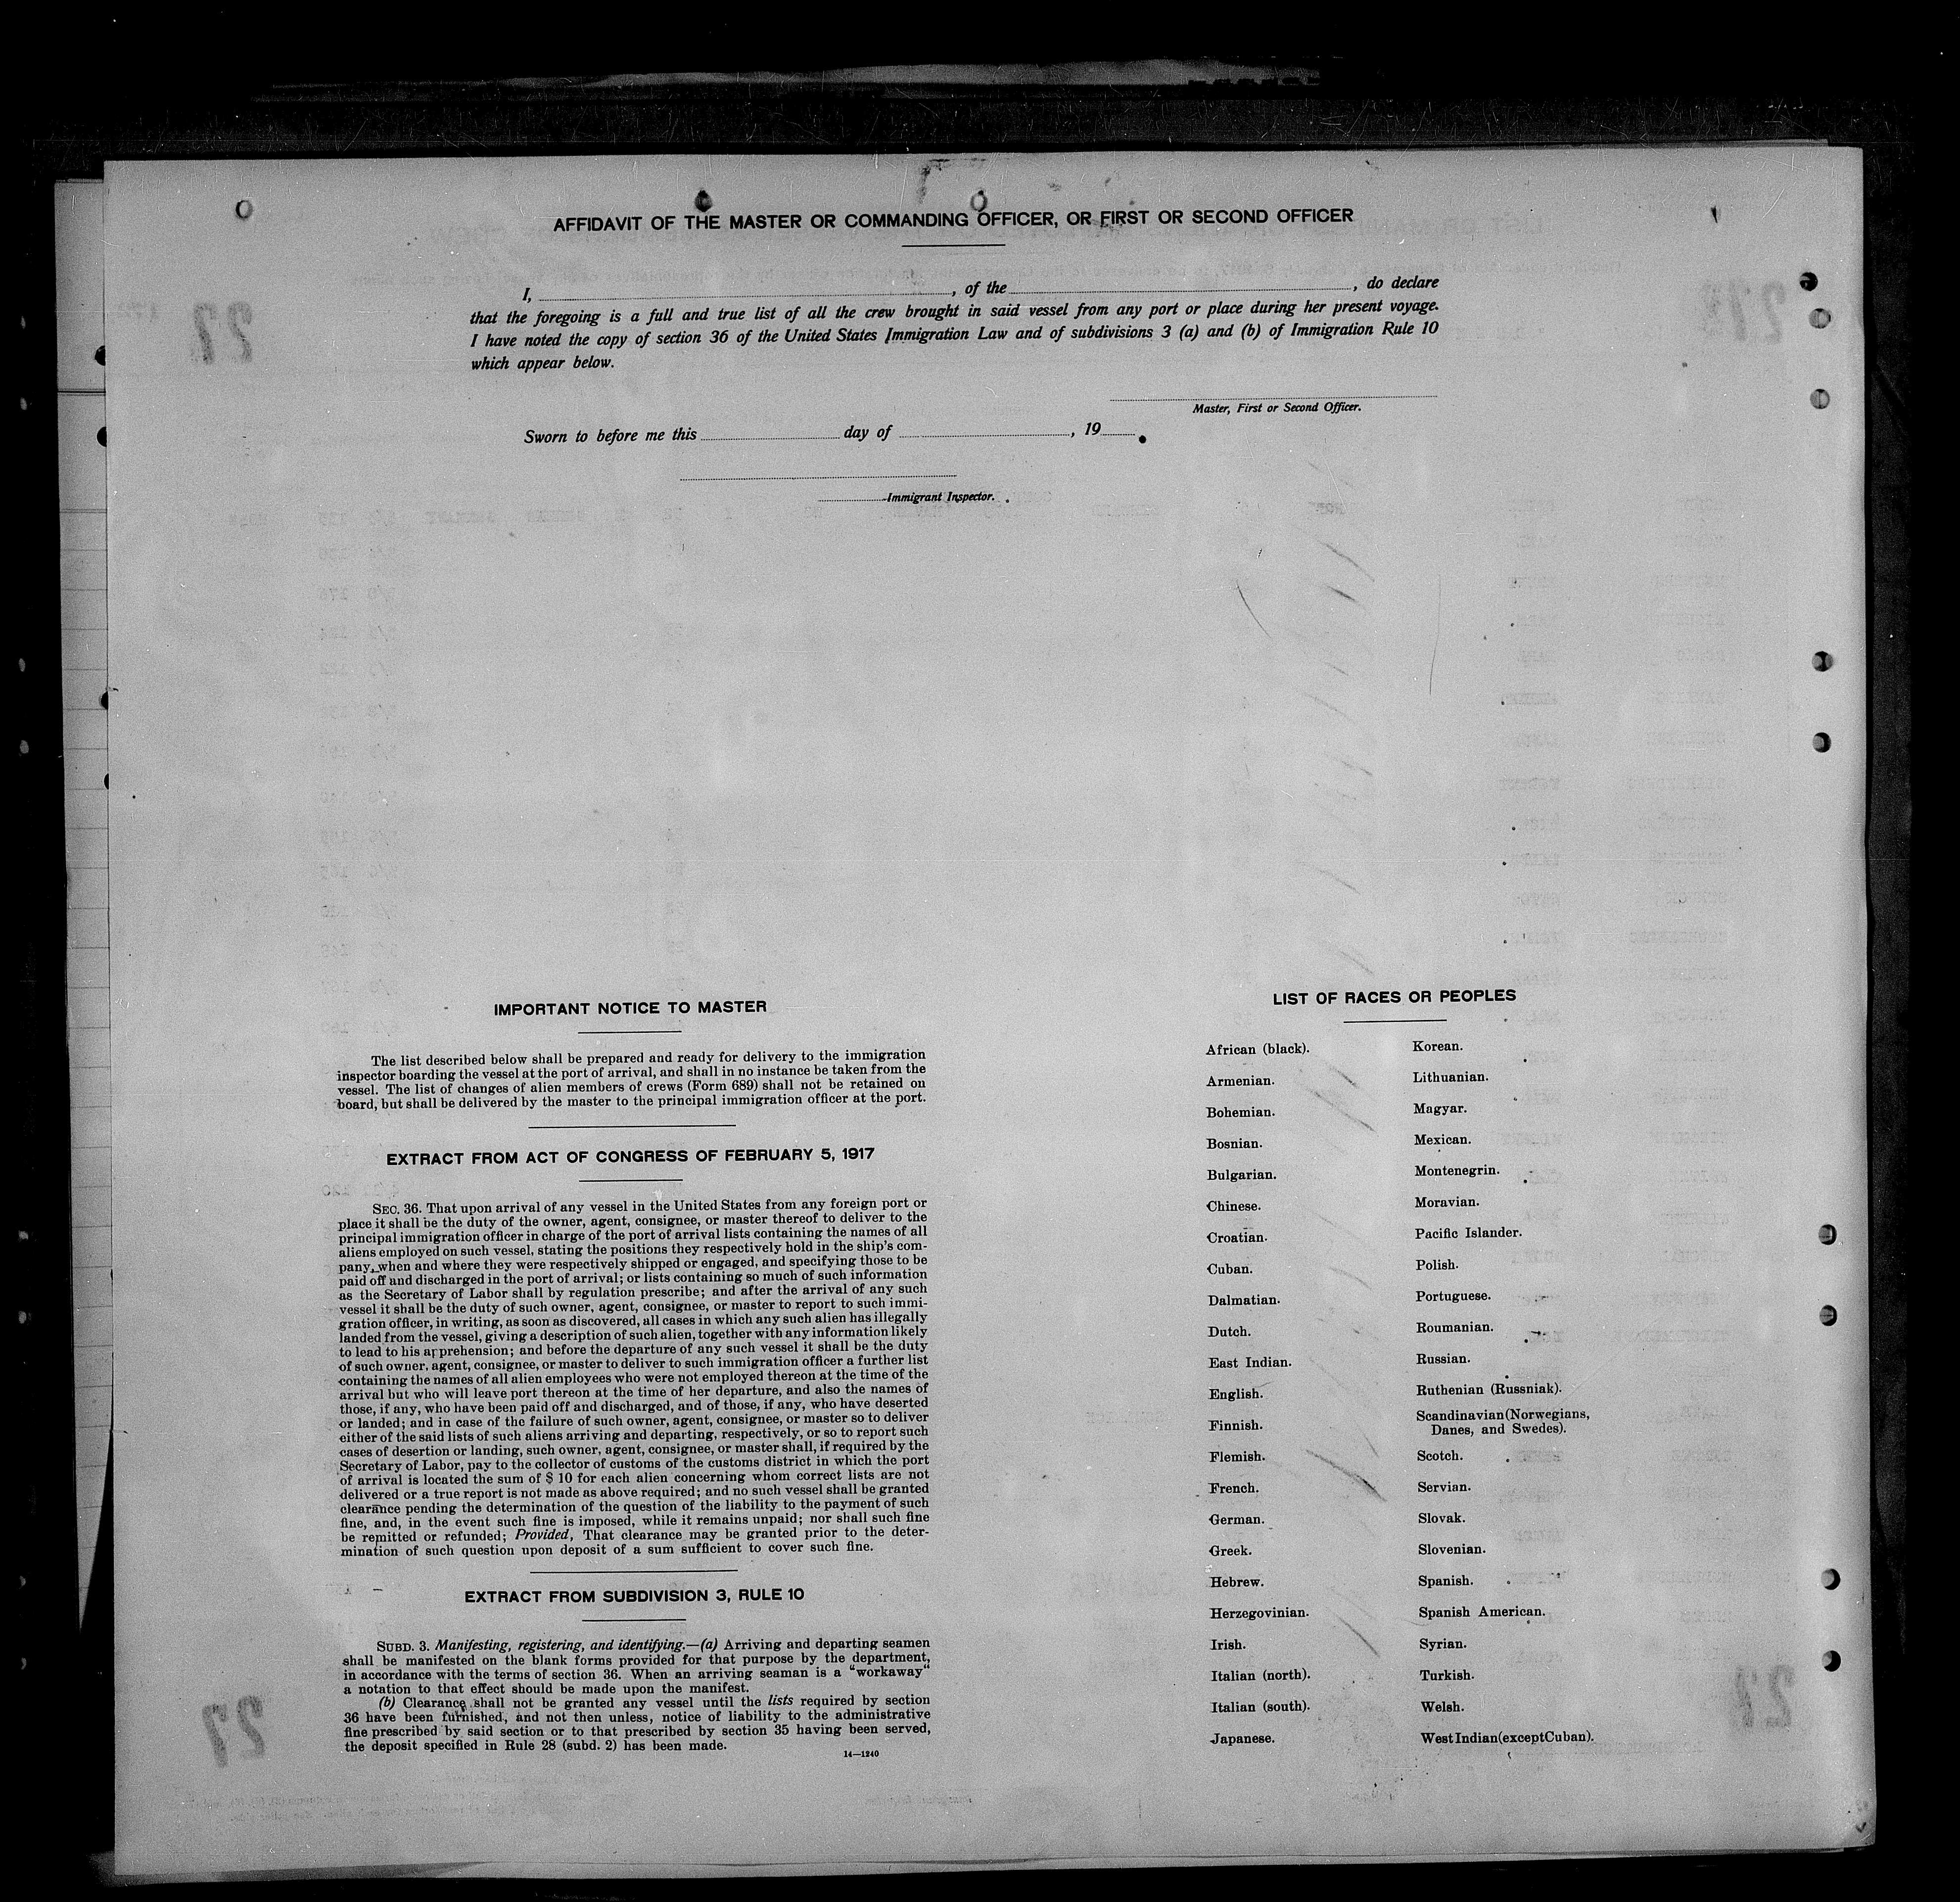 AFFIDAVIT OF THE MASTER OR COMMANDING OFFICER, OR FIRST OR SECOND OFFICER
I, , of the , do declare
that the foregoing is a full and true list of all the crew brought in said vessel from any port or place during her present voyage.
I have noted the copy of section 36 of the United States Immigration Law and of subdivisions 3 (a) and (b) of Immigration Rule 10
which appear below.
Master, First or Second Officer.
Sworn to before me this day of , 19 .
Immigrant Inspector.
IMPORTANT NOTICE TO MASTER
The list described below shall be prepared and ready for delivery to the immigration
inspector boarding the vessel at the port of arrival, and shall in no instance be taken from the
vessel. The list of changes of alien members of crews (Form 689) shall not be retained on
board, but shall be delivered by the master to the principal immigration officer at the port.
EXTRACT FROM ACT OF CONGRESS OF FEBRUARY 5, 1917
SEC. 36. That upon arrival of any vessel in the United States from any foreign port or
place it shall be the duty of the owner, agent, consignee, or master thereof to deliver to the
principal immigration officer in charge of the port of arrival lists containing the names of all
aliens employed on such vessel, stating the positions they respectively hold in the ship's com-
pany, when and where they were respectively shipped or engaged, and specifying those to be
paid off and discharged in the port of arrival; or lists containing so much of such information
as the Secretary of Labor shall by regulation prescribe; and after the arrival of any such
vessel it shall be the duty of such owner, agent, consignee, or master to report to such immi-
gration officer, in writing, as soon as discovered, all cases in which any such alien has illegally
landed from the vessel, giving a description of such alien, together with any information likely
to lead to his apprehension; and before the departure of any such vessel it shall be the duty
of such owner, agent, consignee, or master to deliver to such immigration officer a further list
containing the names of all alien employees who were not employed thereon at the time of the
arrival but who will leave port thereon at the time of her departure, and also the names of
those, if any, who have been paid off and discharged, and of those, if any, who have deserted
or landed; and in case of the failure of such owner, agent, consignee, or master so to deliver
either of the said lists of such aliens arriving and departing, respectively, or so to report such
cases of desertion or landing, such owner, agent, consignee, or master shall, if required by the
Secretary of Labor, pay to the collector of customs of the customs district in which the port
of arrival is located the sum of $ 10 for each alien concerning whom correct lists are not
delivered or a true report is not made as above required; and no such vessel shall be granted
clearance pending the determination of the question of the liability to the payment of such
fine, and, in the event such fine is imposed, while it remains unpaid; nor shall such fine
be remitted or refunded; Provided, That clearance may be granted prior to the deter-
mination of such question upon deposit of a sum sufficient to cover such fine.
EXTRACT FROM SUBDIVISION 3, RULE 10
SUBD. 3. Manifesting, registering, and identifying.—(a) Arriving and departing seamen
shall be manifested on the blank forms provided for that purpose by the department,
in accordance with the terms of section 36. When an arriving seaman is a "workaway"
a notation to that effect should be made upon the manifest.
(b) Clearance shall not be granted any vessel until the lists required by section
36 have been furnished, and not then unless, notice of liability to the administrative
fine prescribed by said section or to that prescribed by section 35 having been served,
the deposit specified in Rule 28 (subd. 2) has been made.
14—1240
LIST OF RACES OR PEOPLES
African (black).
Armenian.
Bohemian.
Bosnian.
Bulgarian.
Chinese.
Croatian.
Cuban.
Dalmatian.
Dutch.
East Indian.
English.
Finnish.
Flemish.
French.
German.
Greek.
Hebrew.
Herzegovinian.
Irish.
Italian (north).
Italian (south).
Japanese.
Korean.
Lithuanian.
Magyar.
Mexican.
Montenegrin.
Moravian.
Pacific Islander.
Polish.
Portuguese.
Roumanian.
Russian.
Ruthenian (Russniak).
Scandinavian (Norwegians,
Danes, and Swedes).
Scotch.
Servian.
Slovak.
Slovenian.
Spanish.
Spanish American.
Syrian.
Turkish.
Welsh.
West Indian (except Cuban).